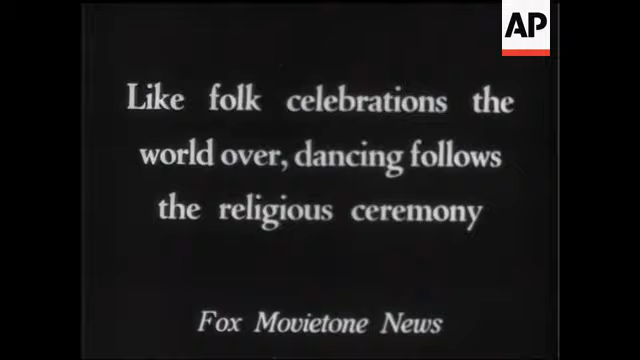 AP
Like folk celebrations the
world over, dancing follows
the religious ceremony
Fox Movietone News